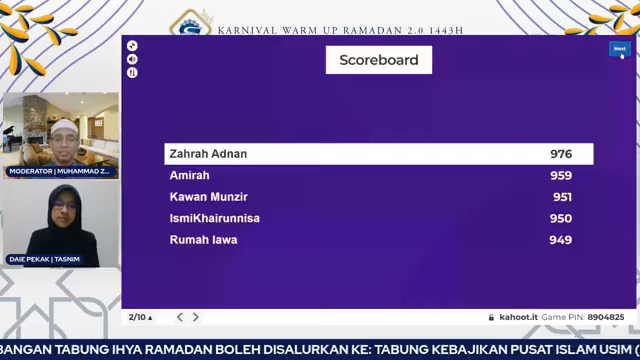 KARNIVAL WARM UP RAMADAN 2.0 1443H
Next
Scoreboard
Zahrah Adnan 976
Amirah 959
Kawan Munzir 951
IsmiKhairunnisa 950
Rumah lawa 949
MODERATOR | MUHAMMAD Z...
DAIE PEKAK | TASNIM
2/10
kahoot.it Game PIN: 8904825
BANGAN TABUNG IHYA RAMADAN BOLEH DISALURKAN KE: TABUNG KEBAJIKAN PUSAT ISLAM USIM (